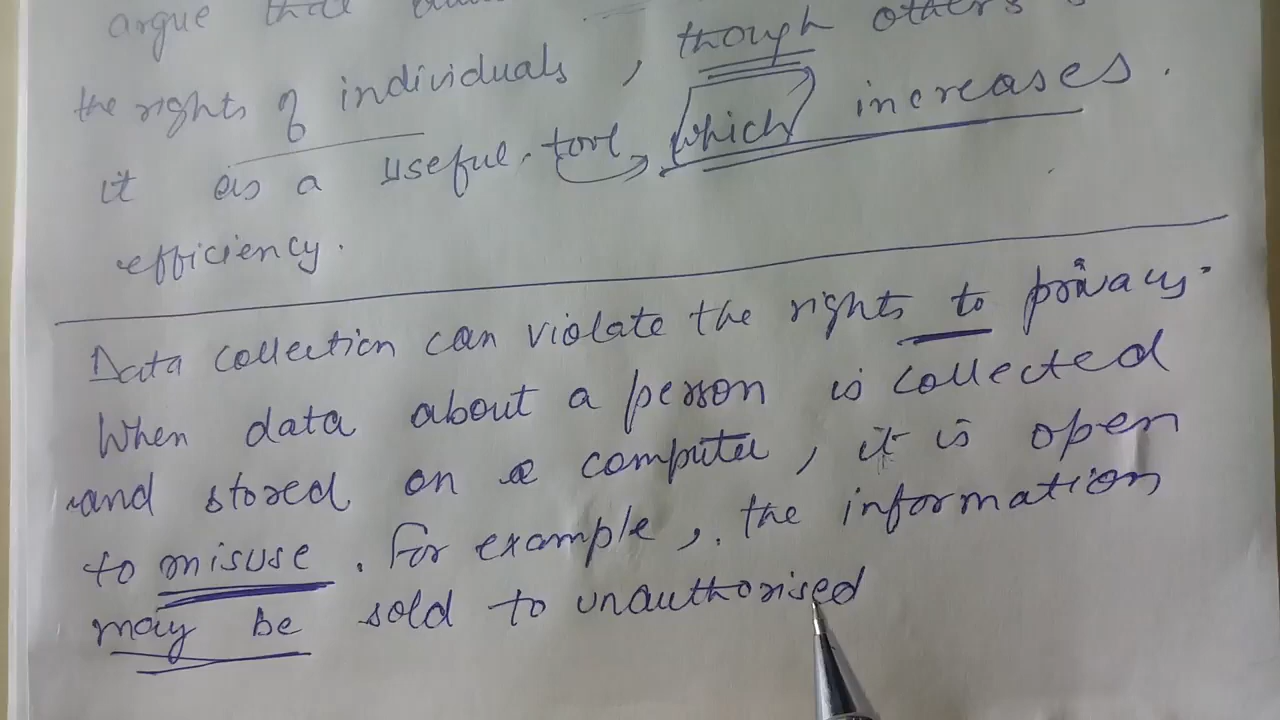 argue that
the rights of individuals, though others
it as a useful tool, which increases.
efficiency.
Data collection can violate the rights to privacy.
When data about a person is collected
and stored on a computer, it is open
to misuse. For example, the information
may be sold to unauthorised